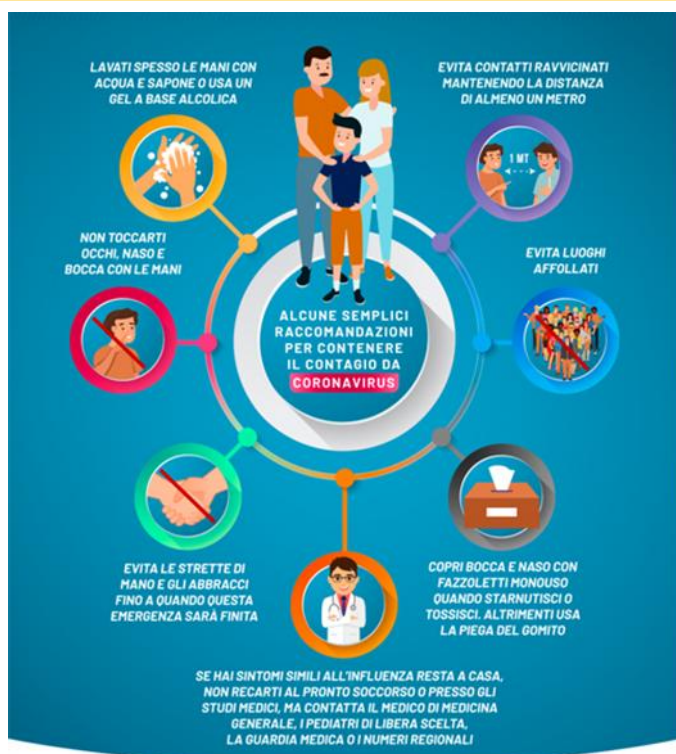 LAVATI SPESSO LE MANI CON
ACQUA E SAPONE O USA UN
GEL A BASE ALCOLICA
EVITA CONTATTI RAVVICINATI
MANTENENDO LA DISTANZA
DI ALMENO UN METRO
1 MT
NON TOCCARTI
OCCHI, NASO E
BOCCA CON LE MANI
EVITA LUOGHI
AFFOLLATI
ALCUNE SEMPLICI
RACCOMANDAZIONI
PER CONTENERE
IL CONTAGIO DA
CORONAVIRUS
EVITA LE STRETTE DI
MANO E GLI ABBRACCI
FINO A QUANDO QUESTA
EMERGENZA SARÀ FINITA
COPRI BOCCA E NASO CON
FAZZOLETTI MONOUSO
QUANDO STARNUTISCI O
TOSSISCI. ALTRIMENTI USA
LA PIEGA DEL GOMITO
SE HAI SINTOMI SIMILI ALL'INFLUENZA RESTA A CASA,
NON RECARTI AL PRONTO SOCCORSO O PRESSO GLI
STUDI MEDICI, MA CONTATTA IL MEDICO DI MEDICINA
GENERALE, I PEDIATRI DI LIBERA SCELTA,
LA GUARDIA MEDICA O I NUMERI REGIONALI